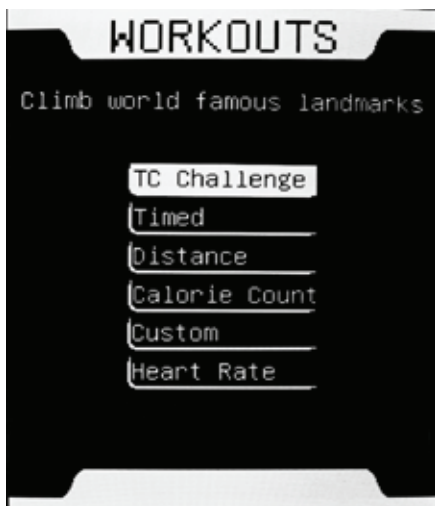 WORKOUTS
Climb world famous landmarks
TC Challenge
Timed
Distance
Calorie Count
Custom
Heart Rate